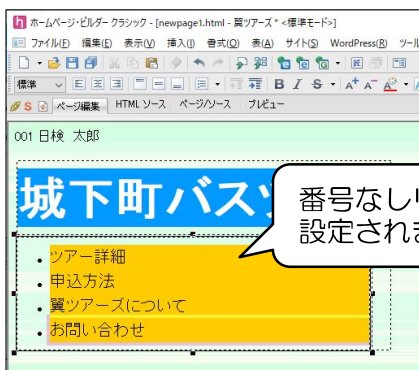 ホームページ・ビルダー クラシック - [newpage1.html - 翼ツアーズ * <標準モード>]
ファイル(F) 編集(E) 表示(V) 挿入(I) 書式(O) 表(A) サイト(S) WordPress(R) ツール
標準 B I S A A A
S ページ編集 HTML ソース ページ/ソース プレビュー
001 日検 太郎
城下町バスツ
番号なし
設定され
・ツアー詳細
・申込方法
・翼ツアーズについて
・お問い合わせ